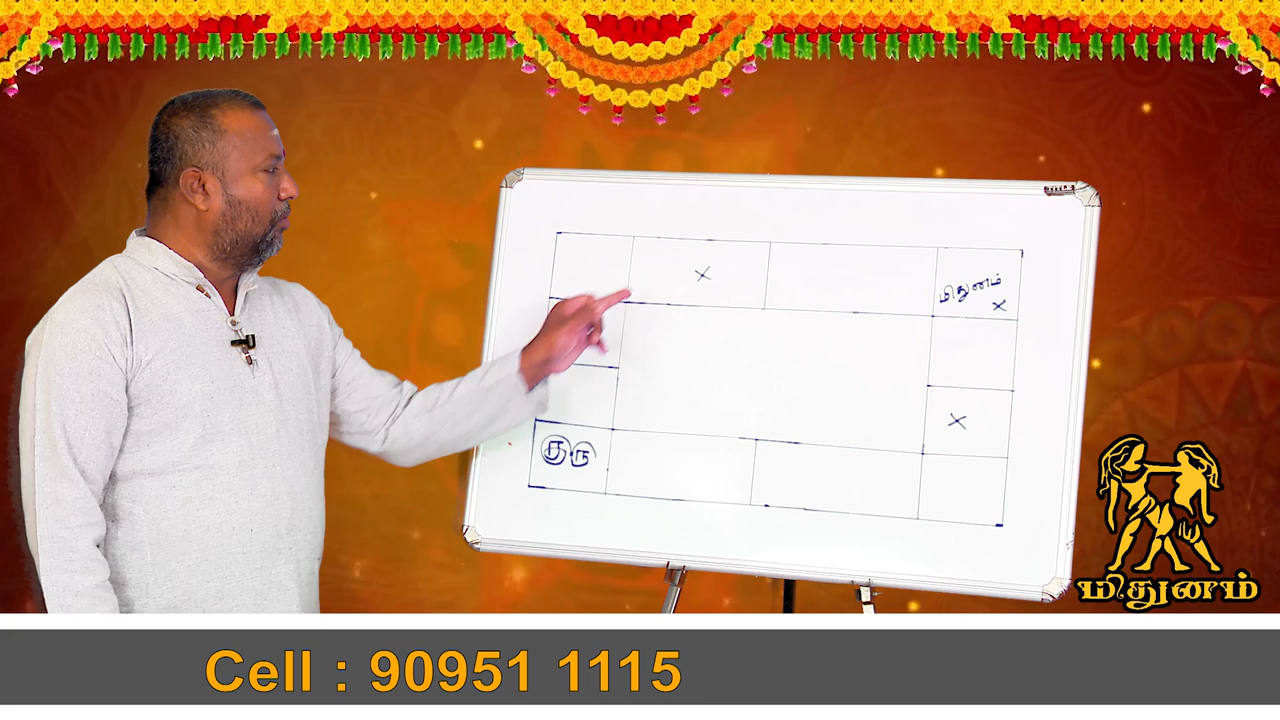 ×
மிதுனம்
×
×
குரு
மிதுனம்
Cell : 90951 1115